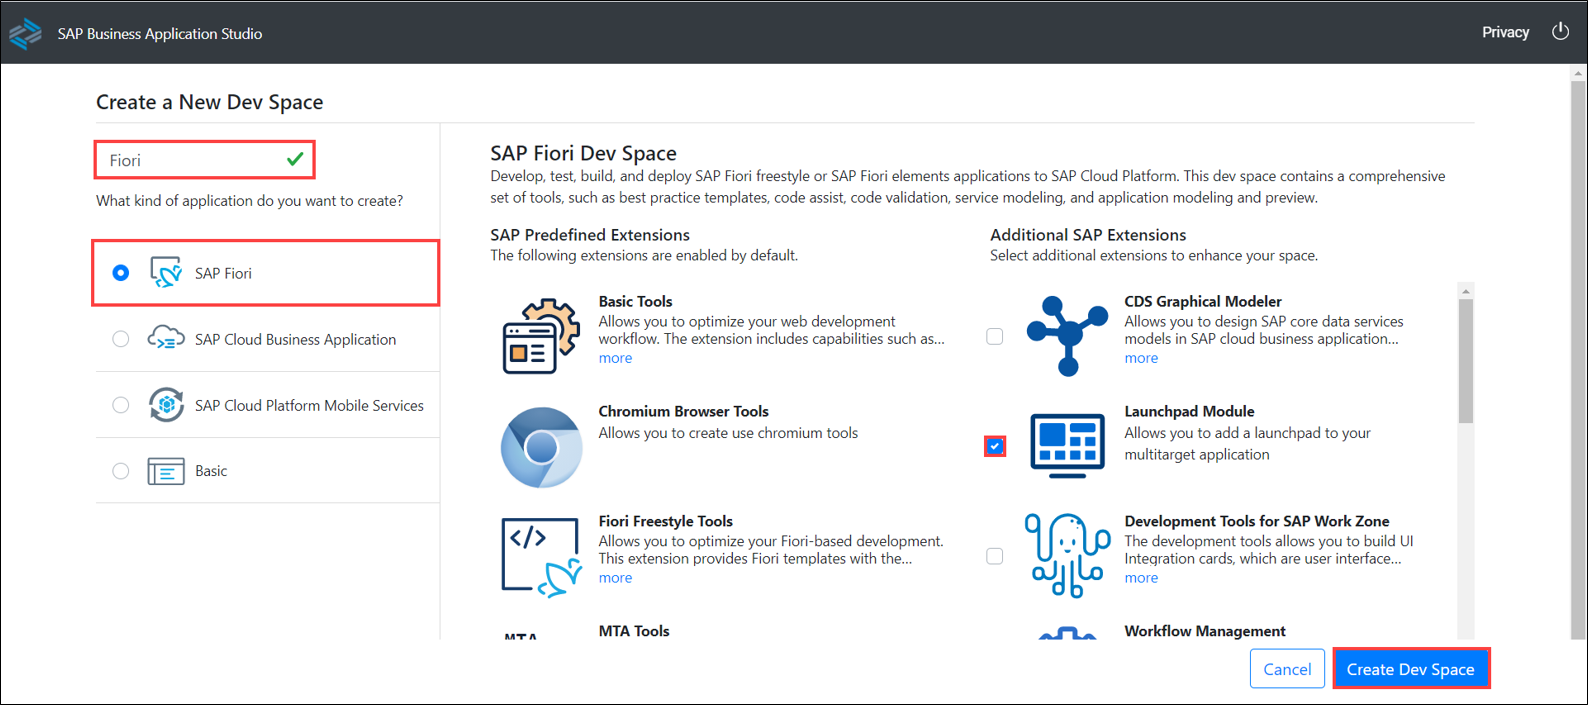 SAP Business Application Studio
Privacy
Create a New Dev Space
Fiori
What kind of application do you want to create?
SAP Fiori
SAP Cloud Business Application
SAP Cloud Platform Mobile Services
Basic
SAP Fiori Dev Space
Develop, test, build, and deploy SAP Fiori freestyle or SAP Fiori elements applications to SAP Cloud Platform. This dev space contains a comprehensive
set of tools, such as best practice templates, code assist, code validation, service modeling, and application modeling and preview.
SAP Predefined Extensions
The following extensions are enabled by default.
Basic Tools
Allows you to optimize your web development
workflow. The extension includes capabilities such as...
more
Chromium Browser Tools
Allows you to create use chromium tools
</>
Fiori Freestyle Tools
Allows you to optimize your Fiori-based development.
This extension provides Fiori templates with the...
more
MTA
MTA Tools
Additional SAP Extensions
Select additional extensions to enhance your space.
CDS Graphical Modeler
Allows you to design SAP core data services
models in SAP cloud business application...
more
Launchpad Module
Allows you to add a launchpad to your
multitarget application
Development Tools for SAP Work Zone
The development tools allows you to build UI
Integration cards, which are user interface...
more
Workflow Management
Cancel
Create Dev Space